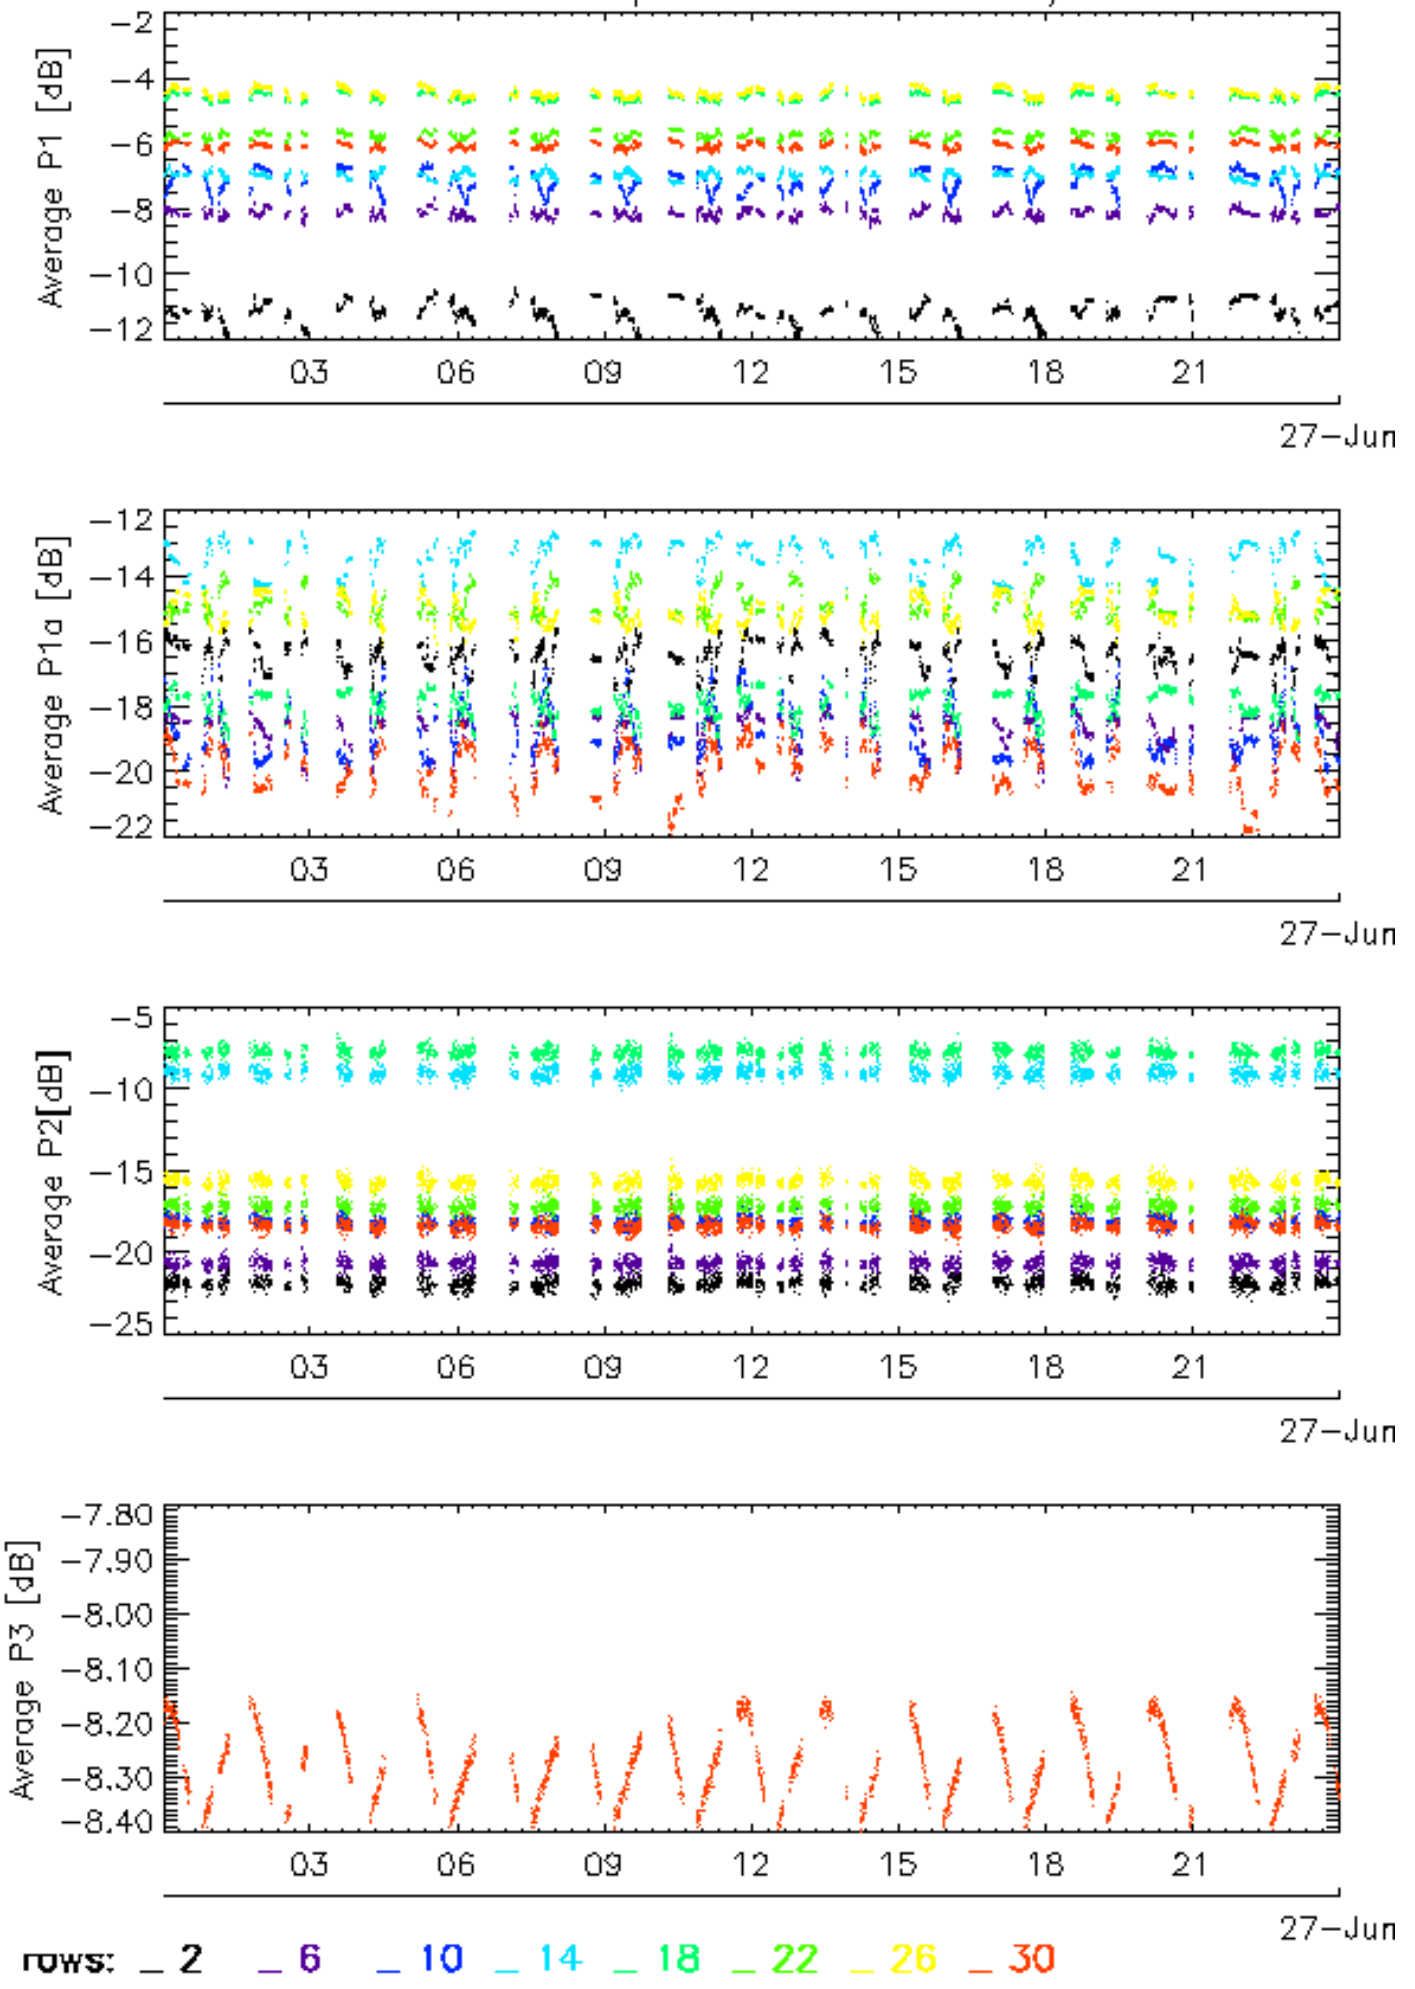 Average P1 [dB]
−2
−4
−6
−8
−10
−12
03 06 09 12 15 18 21
27−Jun
Average P1a [dB]
−12
−14
−16
−18
−20
−22
03 06 09 12 15 18 21
27−Jun
Average P2[dB]
−5
−10
−15
−20
−25
03 06 09 12 15 18 21
27−Jun
Average P3 [dB]
−7.80
−7.90
−8.00
−8.10
−8.20
−8.30
−8.40
03 06 09 12 15 18 21
27−Jun
rows: _ 2 _ 6 _ 10 _ 14 _ 18 _ 22 _ 26 _ 30